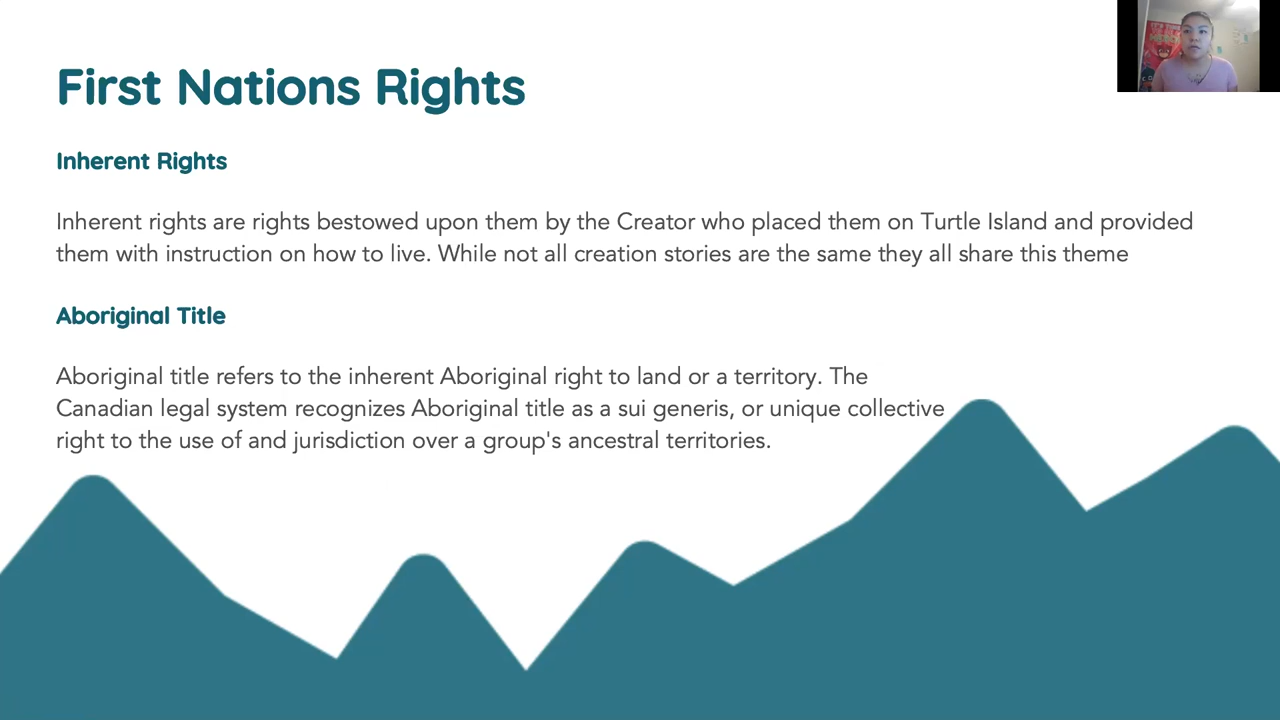 First Nations Rights
Inherent Rights
Inherent rights are rights bestowed upon them by the Creator who placed them on Turtle Island and provided
them with instruction on how to live. While not all creation stories are the same they all share this theme
Aboriginal Title
Aboriginal title refers to the inherent Aboriginal right to land or a territory. The
Canadian legal system recognizes Aboriginal title as a sui generis, or unique collective
right to the use of and jurisdiction over a group's ancestral territories.